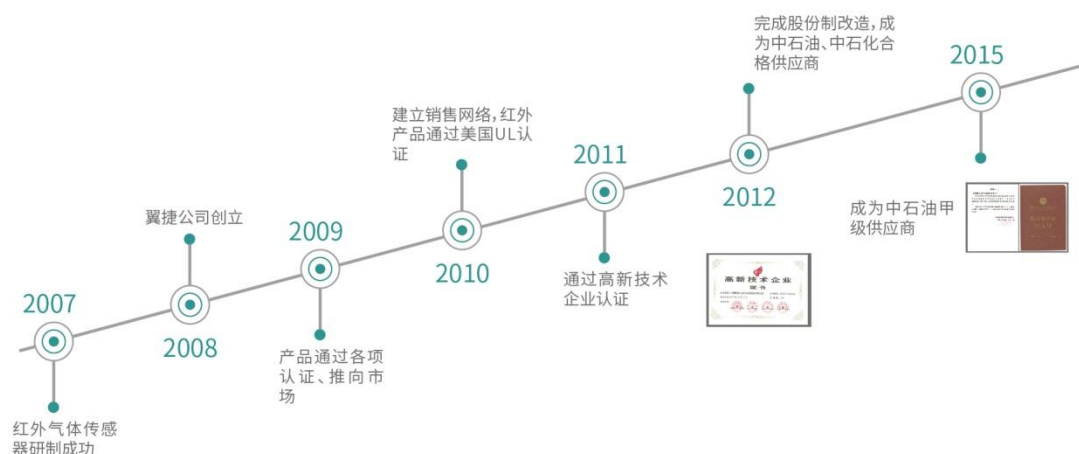 2007
红外气体传感
器研制成功
翼捷公司创立
2008
2009
产品通过各项
认证、推向市
场
建立销售网络,红外
产品通过美国UL认
证
2010
2011
通过高新技术
企业认证
完成股份制改造,成
为中石油、中石化合
格供应商
2012
高新技术企业
证书
2015
成为中石油甲
级供应商